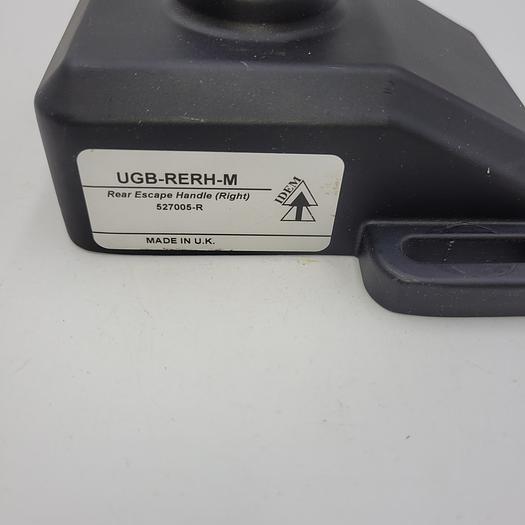 UGB-RERH-M
Rear Escape Handle (Right)
527005-R
IDEM
MADE IN U.K.